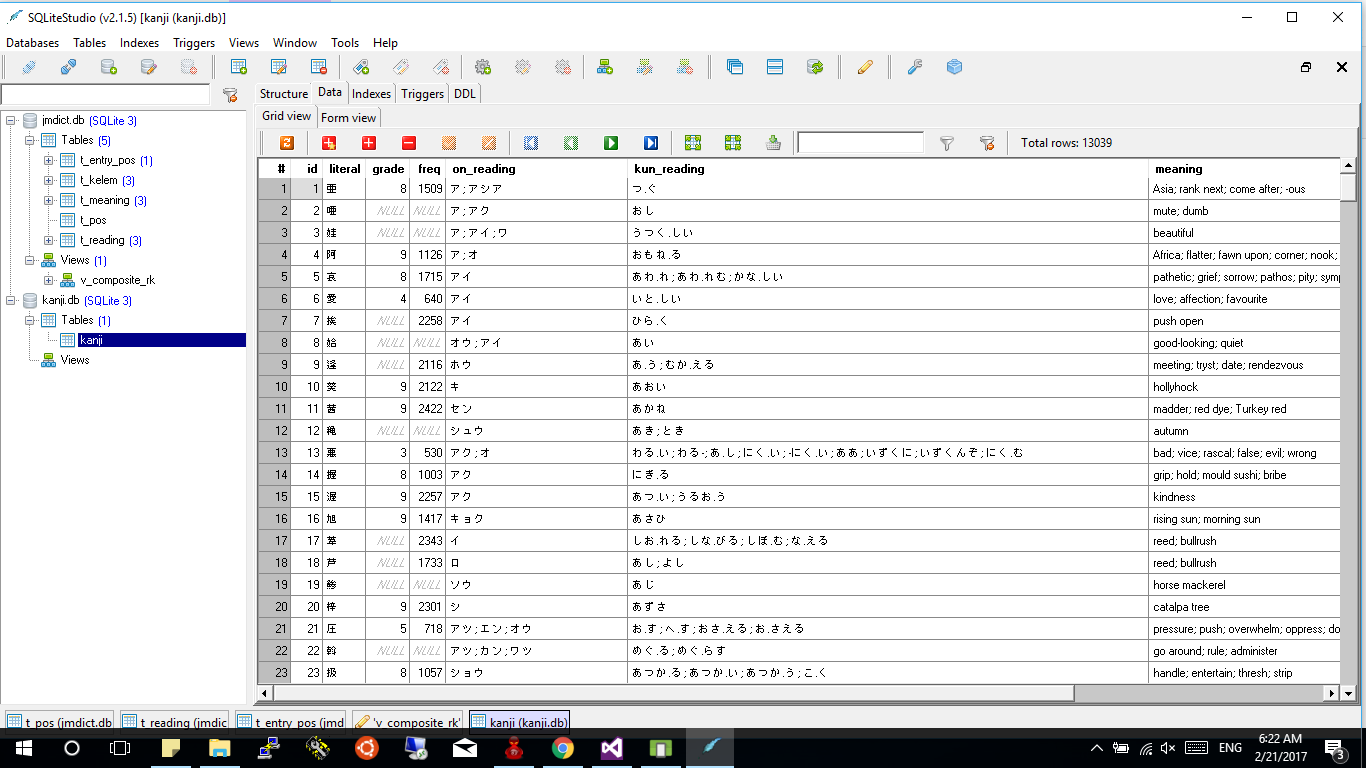 SQLiteStudio (v2.1.5) [kanji (kanji.db)]
Databases Tables Indexes Triggers Views Window Tools Help
Structure Data Indexes Triggers DDL
Grid view Form view
Total rows: 13039
jmdict.db (SQLite 3)
Tables (5)
t_entry_pos (1)
t_kelem (3)
t_meaning (3)
t_pos
t_reading (3)
Views (1)
v_composite_rk
kanji.db (SQLite 3)
Tables (1)
kanji
Views
# id literal grade freq on_reading kun_reading meaning
1 1 亜 8 1509 ア;アシア つ.ぐ Asia; rank next; come after; -ous
2 2 唖 NULL NULL ア;アク おし mute; dumb
3 3 娃 NULL NULL ア;アイ;ワ うつく.しい beautiful
4 4 阿 9 1126 ア;オ おもね.る Africa; flatter; fawn upon; corner; nook;
5 5 哀 8 1715 アイ あわ.れ;あわ.れむ;かな.しい pathetic; grief; sorrow; pathos; pity; symp
6 6 愛 4 640 アイ いと.しい love; affection; favourite
7 7 挨 NULL 2258 アイ ひら.く push open
8 8 姶 NULL NULL オウ;アイ あい good-looking; quiet
9 9 逢 NULL 2116 ホウ あ.う;むか.える meeting; tryst; date; rendezvous
10 10 葵 9 2122 キ あおい hollyhock
11 11 茜 9 2422 セン あかね madder; red dye; Turkey red
12 12 穐 NULL NULL シュウ あき;とき autumn
13 13 悪 3 530 アク;オ わる.い;わる-;あ.し;にく.い;-にく.い;ああ;いずくに;いずくんぞ;にく.む bad; vice; rascal; false; evil; wrong
14 14 握 8 1003 アク にぎ.る grip; hold; mould sushi; bribe
15 15 渥 9 2257 アク あつ.い;うるお.う kindness
16 16 旭 9 1417 キョク あさひ rising sun; morning sun
17 17 葦 NULL 2343 イ しお.れる;しな.びる;しぼ.む;な.える reed; bullrush
18 18 芦 NULL 1733 ロ あし;よし reed; bullrush
19 19 鯵 NULL NULL ソウ あじ horse mackerel
20 20 梓 9 2301 シ あずさ catalpa tree
21 21 圧 5 718 アツ;エン;オウ お.す;へ.す;おさ.える;お.さえる pressure; push; overwhelm; oppress; do
22 22 斡 NULL NULL アツ;カン;ワツ めぐ.る;めぐ.らす go around; rule; administer
23 23 扱 8 1057 ショウ あつか.る;あつか.い;あつか.う;こ.く handle; entertain; thresh; strip
t_pos (jmdict.db t_reading (jmdic t_entry_pos (jmd 'v_composite_rk' kanji (kanji.db)
ENG 6:22 AM
2/21/2017
3